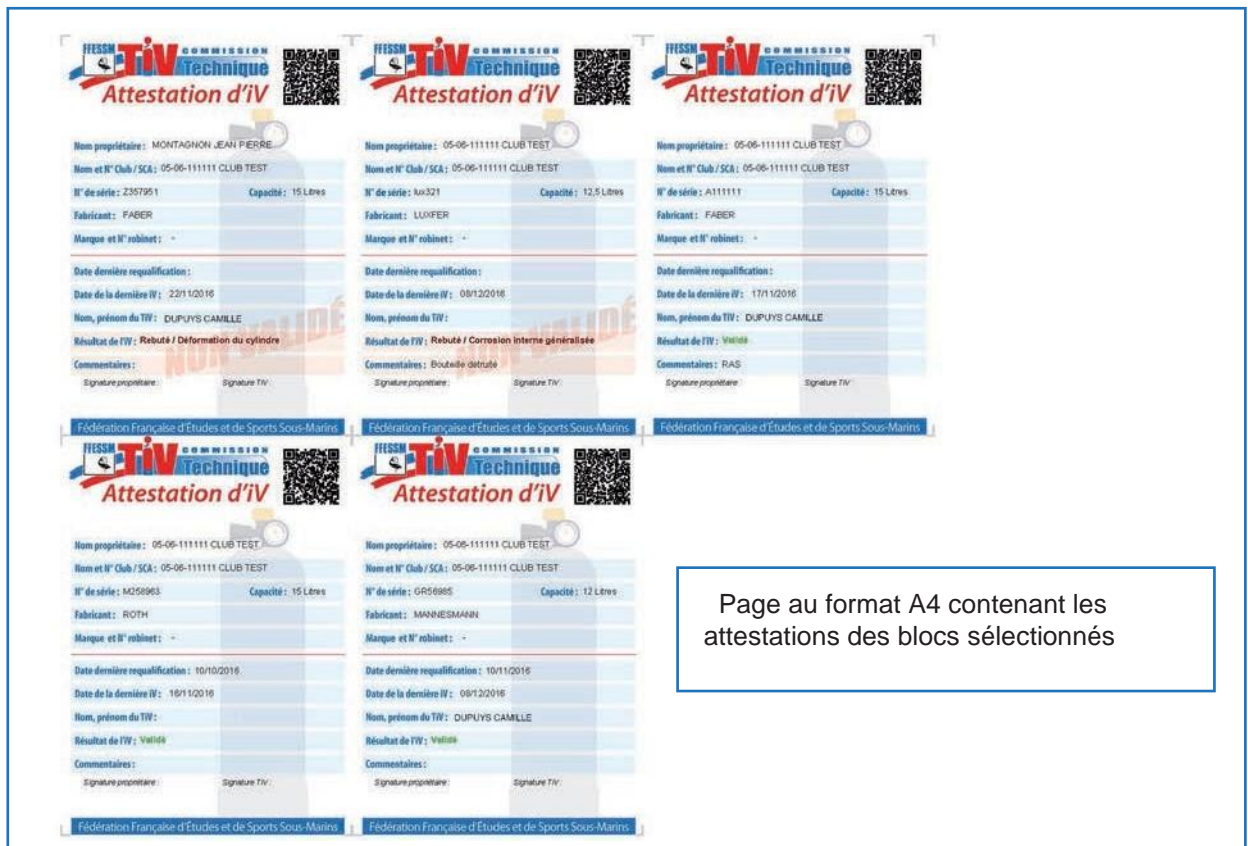 FFESSM TiV COMMISSION Technique
Attestation d'iV
Nom propriétaire : MONTAGNON JEAN PIERRE
Nom et N° Club / SCA : 05-06-111111 CLUB TEST
N° de série : Z357951 Capacité : 15 Litres
Fabricant : FABER
Marque et N° robinet : -
Date dernière requalification :
Date de la dernière iV : 22/11/2016
Nom, prénom du TiV : DUPUYS CAMILLE
Résultat de l'iV : Rebuté / Déformation du cylindre
Commentaires :
NON VALIDÉ
Signature propriétaire : Signature TiV :
Fédération Française d'Études et de Sports Sous-Marins
FFESSM TiV COMMISSION Technique
Attestation d'iV
Nom propriétaire : 05-06-111111 CLUB TEST
Nom et N° Club / SCA : 05-06-111111 CLUB TEST
N° de série : lux321 Capacité : 12,5 Litres
Fabricant : LUXFER
Marque et N° robinet : -
Date dernière requalification :
Date de la dernière iV : 08/12/2016
Nom, prénom du TiV :
Résultat de l'iV : Rebuté / Corrosion interne généralisée
Commentaires : Bouteille détruite
NON VALIDÉ
Signature propriétaire : Signature TiV :
Fédération Française d'Études et de Sports Sous-Marins
FFESSM TiV COMMISSION Technique
Attestation d'iV
Nom propriétaire : 05-06-111111 CLUB TEST
Nom et N° Club / SCA : 05-06-111111 CLUB TEST
N° de série : A111111 Capacité : 15 Litres
Fabricant : FABER
Marque et N° robinet : -
Date dernière requalification :
Date de la dernière iV : 17/11/2016
Nom, prénom du TiV : DUPUYS CAMILLE
Résultat de l'iV : Validé
Commentaires : RAS
Signature propriétaire Signature TiV
Fédération Française d'Études et de Sports Sous-Marins
FFESSM TiV COMMISSION Technique
Attestation d'iV
Nom propriétaire : 05-06-111111 CLUB TEST
Nom et N° Club / SCA : 05-06-111111 CLUB TEST
N° de série : M258963 Capacité : 15 Litres
Fabricant : ROTH
Marque et N° robinet : -
Date dernière requalification : 10/10/2016
Date de la dernière iV : 16/11/2016
Nom, prénom du TiV :
Résultat de l'iV : Validé
Commentaires :
Signature propriétaire : Signature TiV :
Fédération Française d'Études et de Sports Sous-Marins
FFESSM TiV COMMISSION Technique
Attestation d'iV
Nom propriétaire : 05-06-111111 CLUB TEST
Nom et N° Club / SCA : 05-06-111111 CLUB TEST
N° de série : GR56985 Capacité : 12 Litres
Fabricant : MANNESMANN
Marque et N° robinet : -
Date dernière requalification : 10/11/2016
Date de la dernière iV : 08/12/2016
Nom, prénom du TiV : DUPUYS CAMILLE
Résultat de l'iV : Validé
Commentaires :
Signature propriétaire : Signature TiV :
Fédération Française d'Études et de Sports Sous-Marins
Page au format A4 contenant les
attestations des blocs sélectionnés